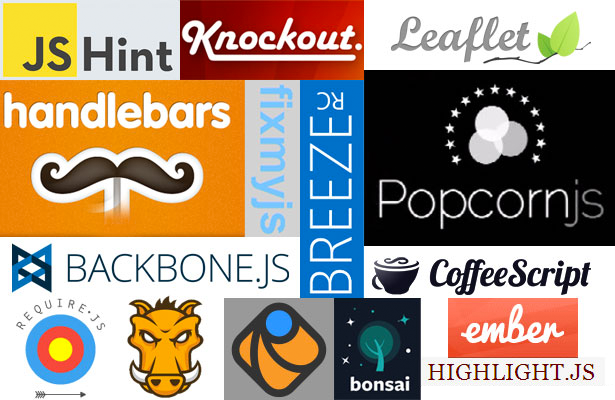 JS Hint
Knockout.
Leaflet
handlebars
fixmyjs
BREEZE RC
Popcornjs
BACKBONE.JS
CoffeeScript
REQUIRE·JS
bonsai
ember
HIGHLIGHT.JS